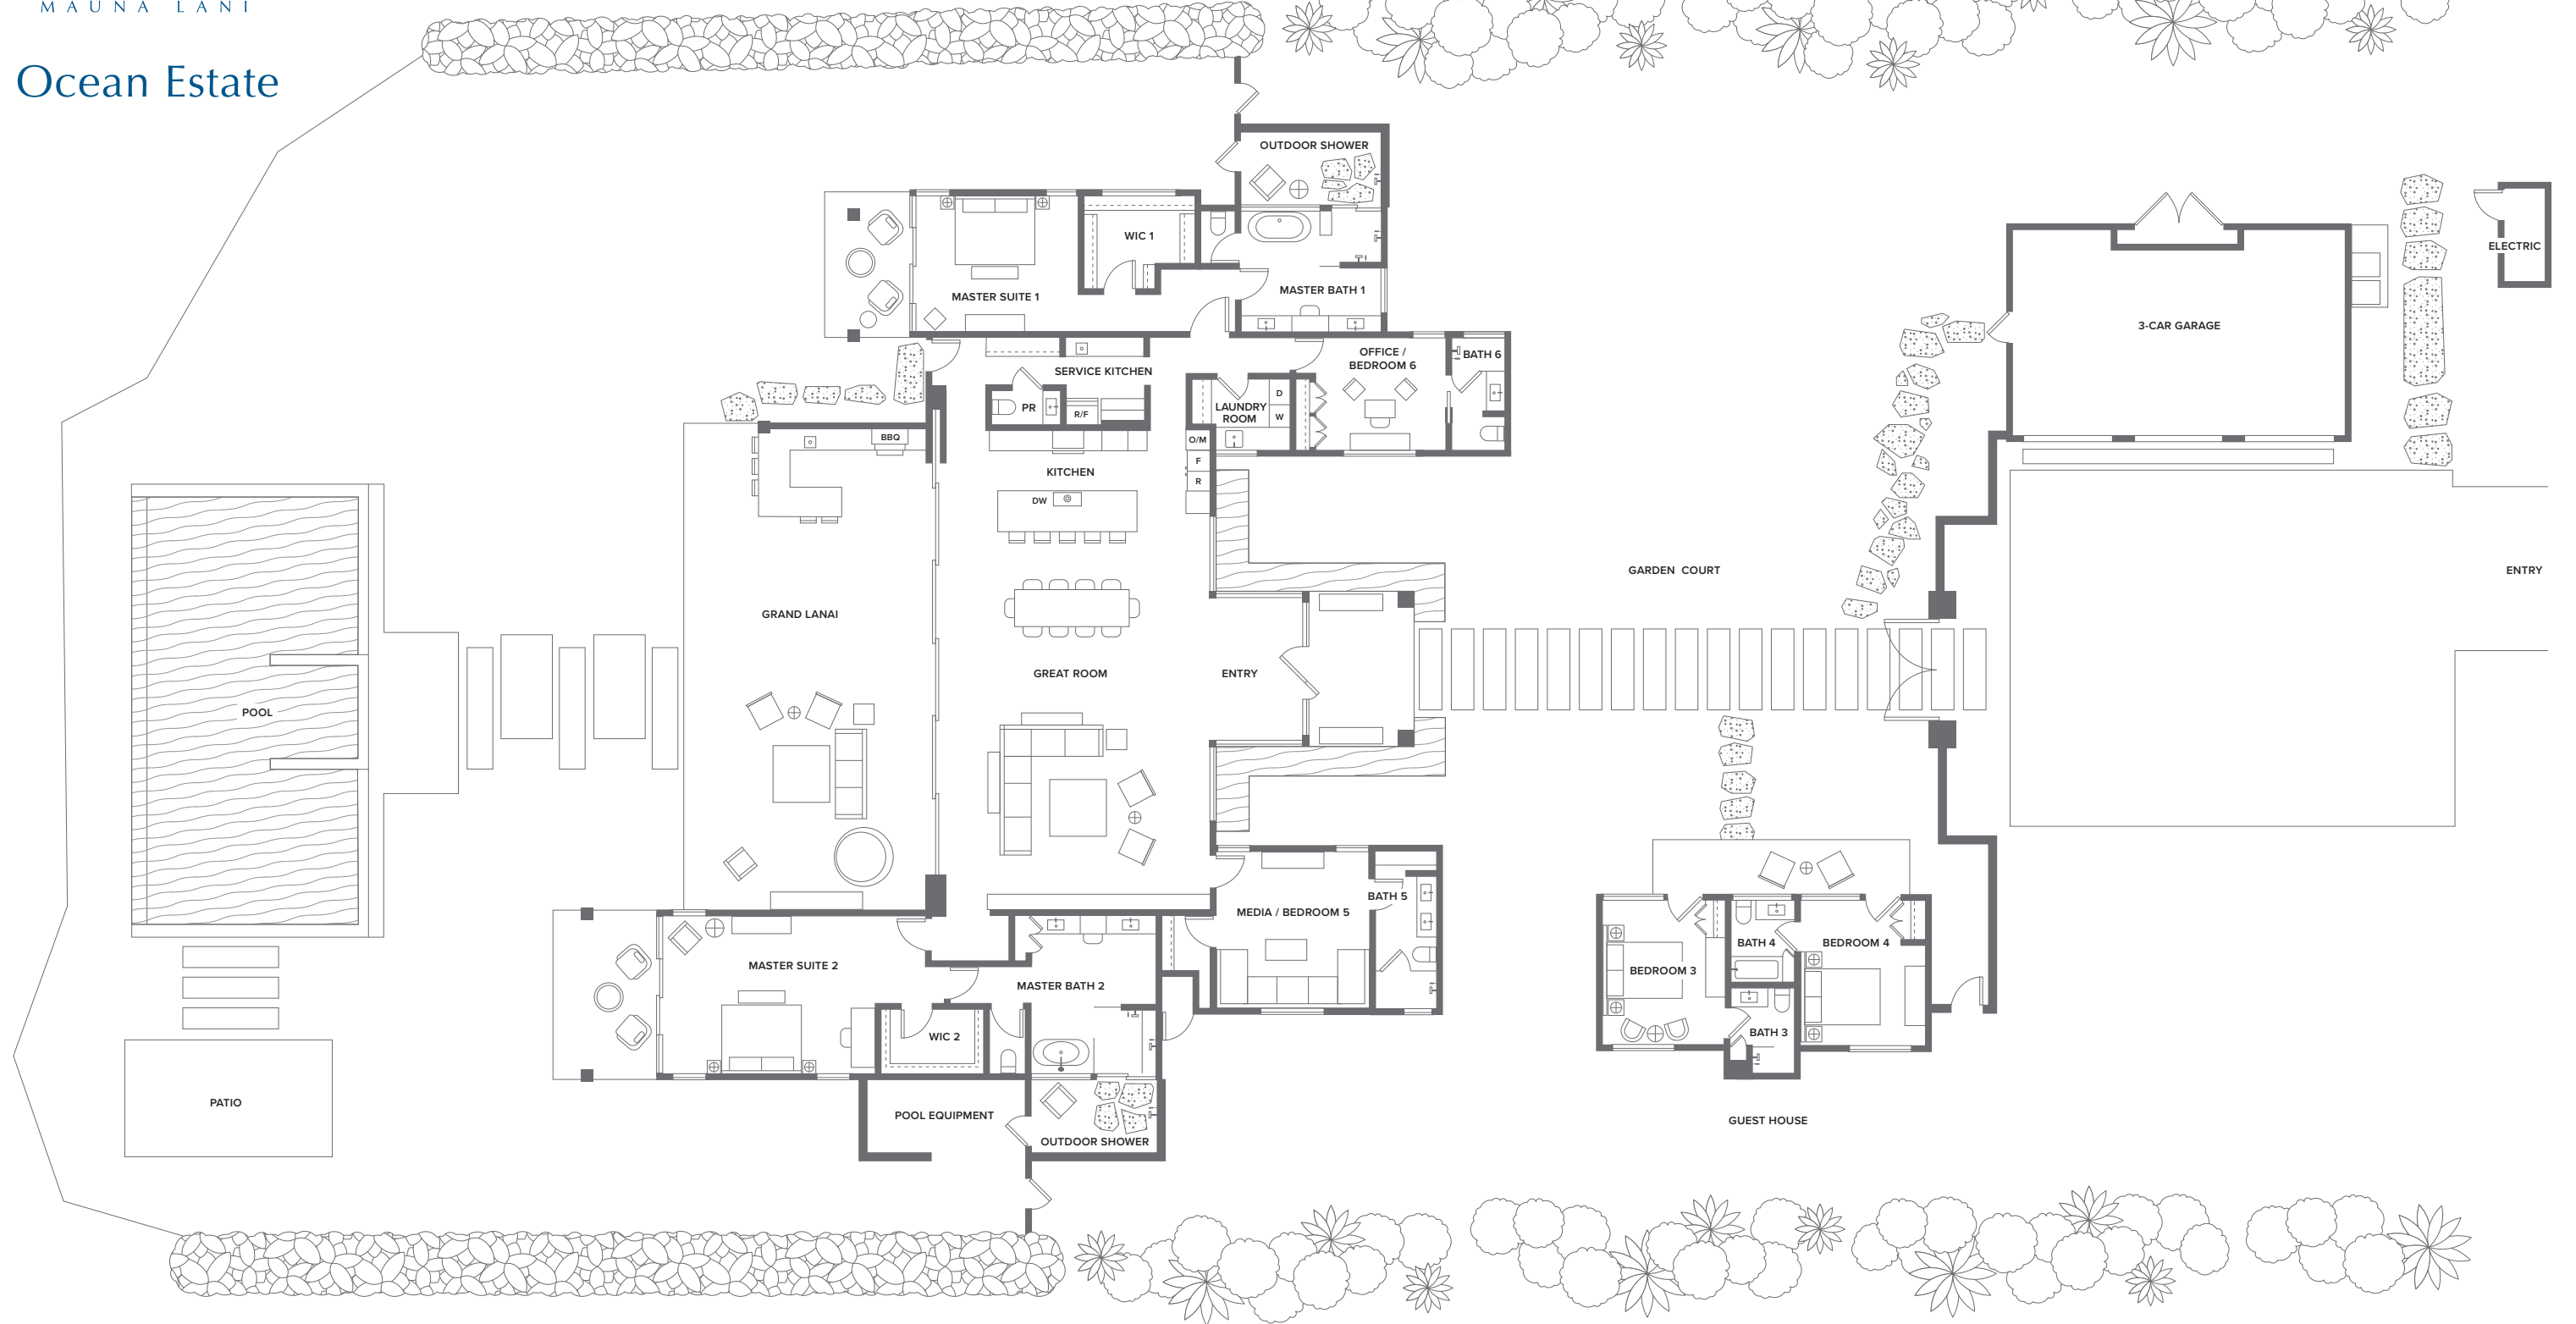 MAUNA LANI
Ocean Estate
OUTDOOR SHOWER
WIC 1
MASTER SUITE 1
MASTER BATH 1
ELECTRIC
3-CAR GARAGE
SERVICE KITCHEN
OFFICE /
BEDROOM 6
BATH 6
PR
R/F
LAUNDRY
ROOM
D
W
BBQ
O/M
F
R
KITCHEN
DW
GARDEN COURT
ENTRY
GRAND LANAI
GREAT ROOM
ENTRY
POOL
BATH 5
MEDIA / BEDROOM 5
MASTER SUITE 2
MASTER BATH 2
BATH 4
BEDROOM 4
BEDROOM 3
WIC 2
BATH 3
PATIO
POOL EQUIPMENT
OUTDOOR SHOWER
GUEST HOUSE